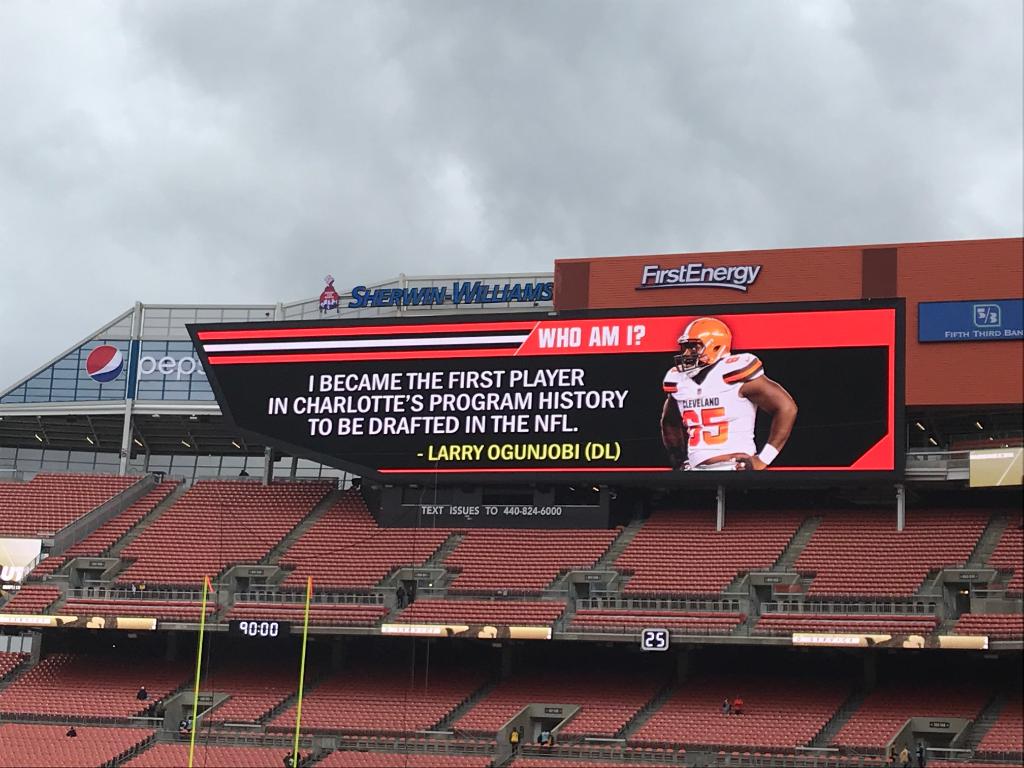 FirstEnergy
SHERWIN-WILLIAMS
FIFTH THIRD BAN
WHO AM I?
peps
I BECAME THE FIRST PLAYER
IN CHARLOTTE'S PROGRAM HISTORY
TO BE DRAFTED IN THE NFL.
- LARRY OGUNJOBI (DL)
CLEVELAND
65
TEXT ISSUES TO 440-824-6000
90:00
25